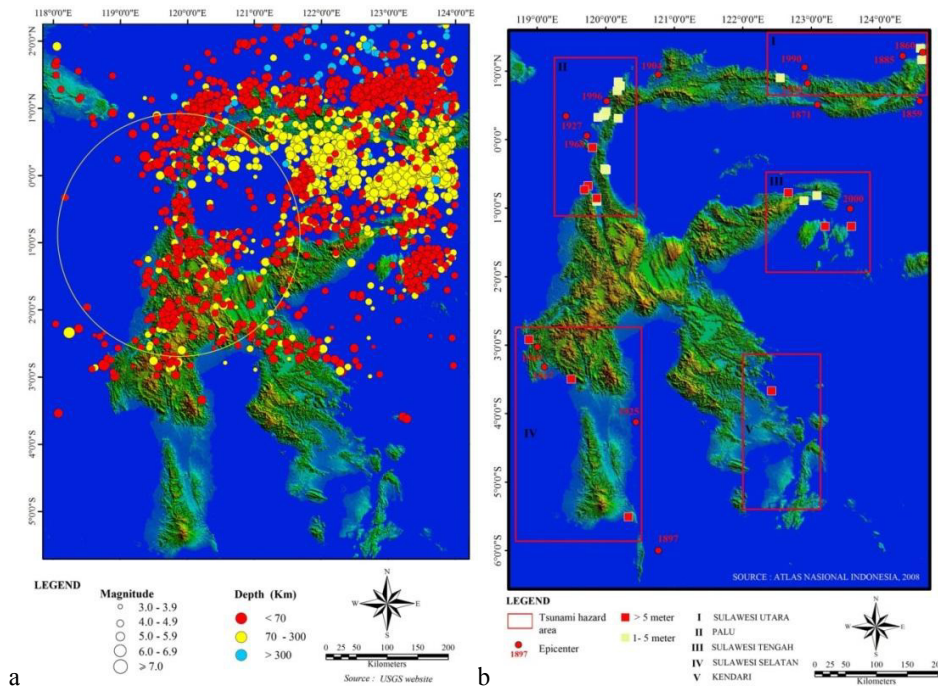 118°0'0"E 119°0'0"E 120°0'0"E 121°0'0"E 122°0'0"E 123°0'0"E 124°0'0"E
2°0'0"N
1°0'0"N
0°0'0"
1°0'0"S
2°0'0"S
3°0'0"S
4°0'0"S
5°0'0"S
LEGEND
Magnitude
3.0 - 3.9
4.0 - 4.9
5.0 - 5.9
6.0 - 6.9
> 7.0
Depth (Km)
< 70
70 - 300
> 300
N
W E
S
0 25 50 100 150 200
Kilometers
Source : USGS website
a
119°0'0"E 120°0'0"E 121°0'0"E 122°0'0"E 123°0'0"E 124°0'0"E
1°0'0"N
0°0'0"
1°0'0"S
2°0'0"S
3°0'0"S
4°0'0"S
5°0'0"S
6°0'0"S
I
1990
1885
1871
1859
II
1996
1927
1968
III
2000
IV
V
1897
SOURCE : ATLAS NASIONAL INDONESIA, 2008
LEGEND
Tsunami hazard
area
Epicenter
1897
> 5 meter
1- 5 meter
I SULAWESI UTARA
II PALU
III SULAWESI TENGAH
IV SULAWESI SELATAN
V KENDARI
N
W E
S
0 25 50 100 150 200
Kilometers
b